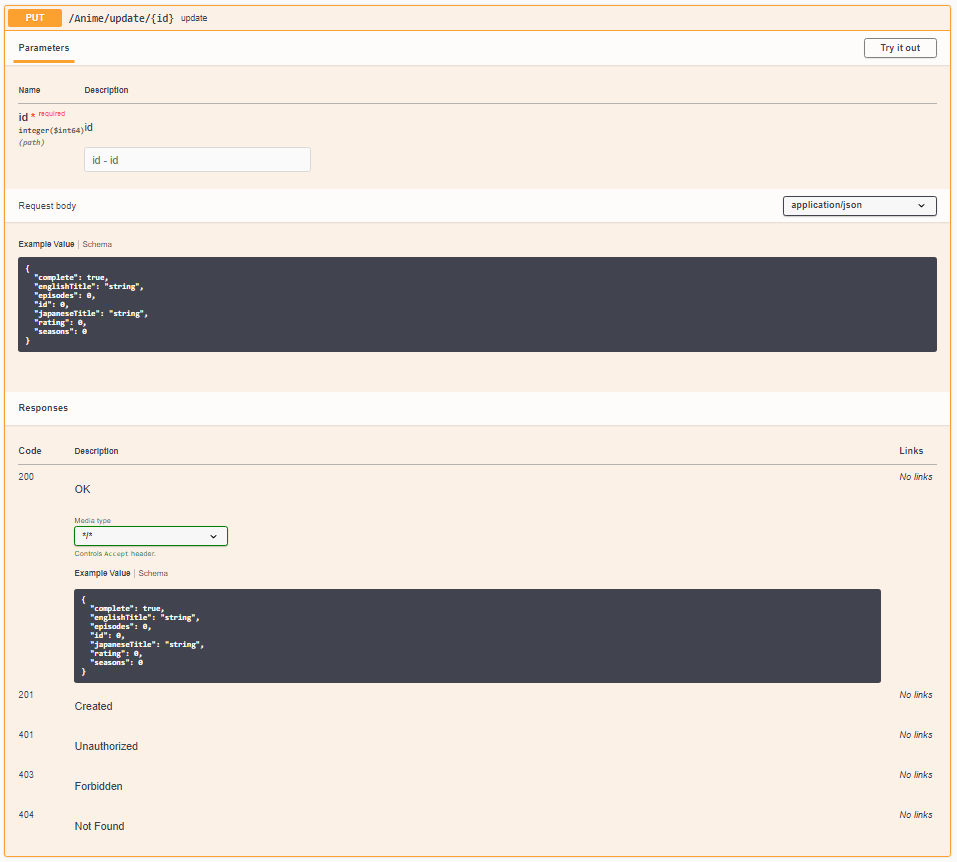 PUT /Anime/update/{id} update
Parameters
Try it out
Name Description
id * required
integer($int64)
(path)
id
id - id
Request body
application/json
Example Value | Schema
{
  "complete": true,
  "englishTitle": "string",
  "episodes": 0,
  "id": 0,
  "japaneseTitle": "string",
  "rating": 0,
  "seasons": 0
}
Responses
Code Description Links
200 No links
OK
Media type
*/*
Controls Accept header.
Example Value | Schema
{
  "complete": true,
  "englishTitle": "string",
  "episodes": 0,
  "id": 0,
  "japaneseTitle": "string",
  "rating": 0,
  "seasons": 0
}
201 No links
Created
401 No links
Unauthorized
403 No links
Forbidden
404 No links
Not Found